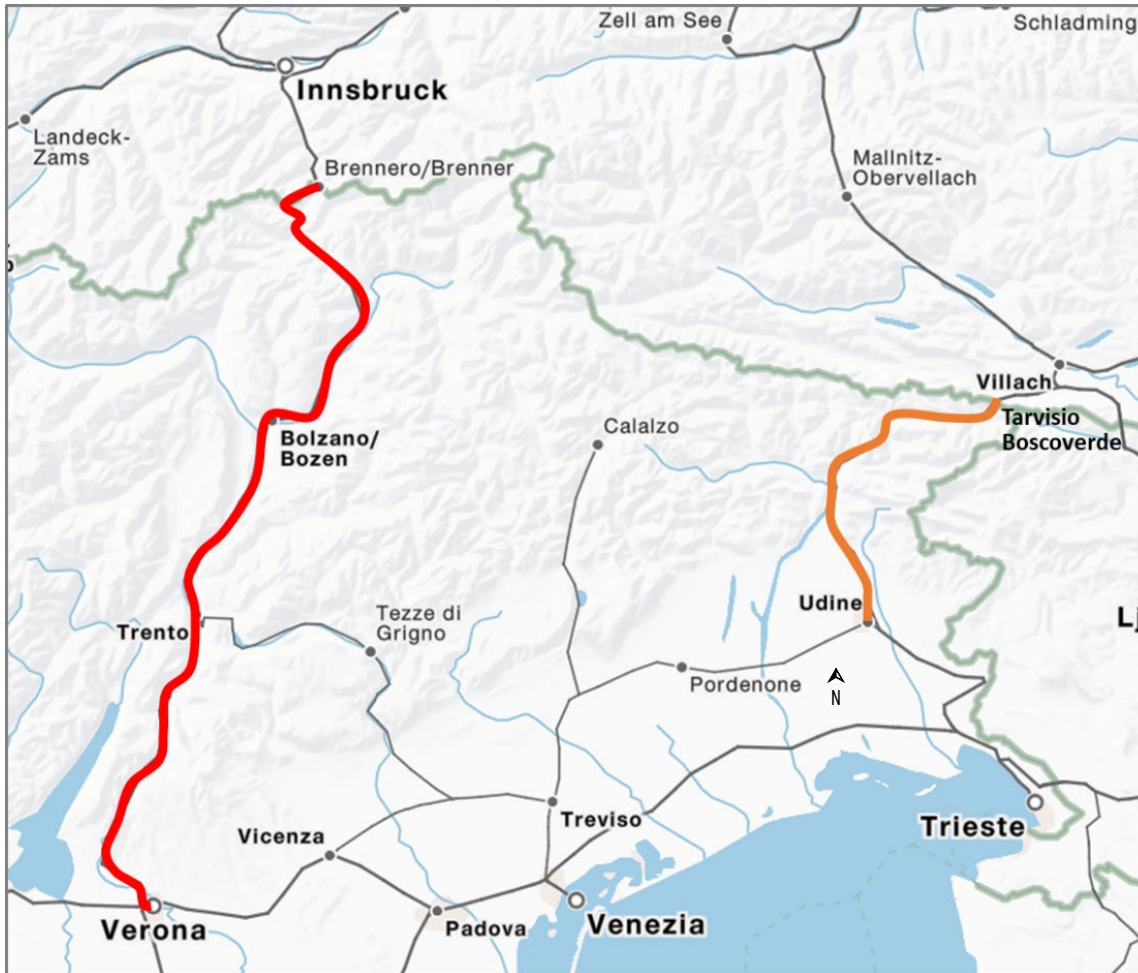 Zell am See
Schladming
Innsbruck
Landeck-
Zams
Brennero/Brenner
Mallnitz-
Obervellach
Villach
Tarvisio
Boscoverde
Calalzo
Bolzano/
Bozen
Udine
Tezze di
Grigno
Trento
Pordenone
N
Treviso
Vicenza
Trieste
Verona
Padova
Venezia